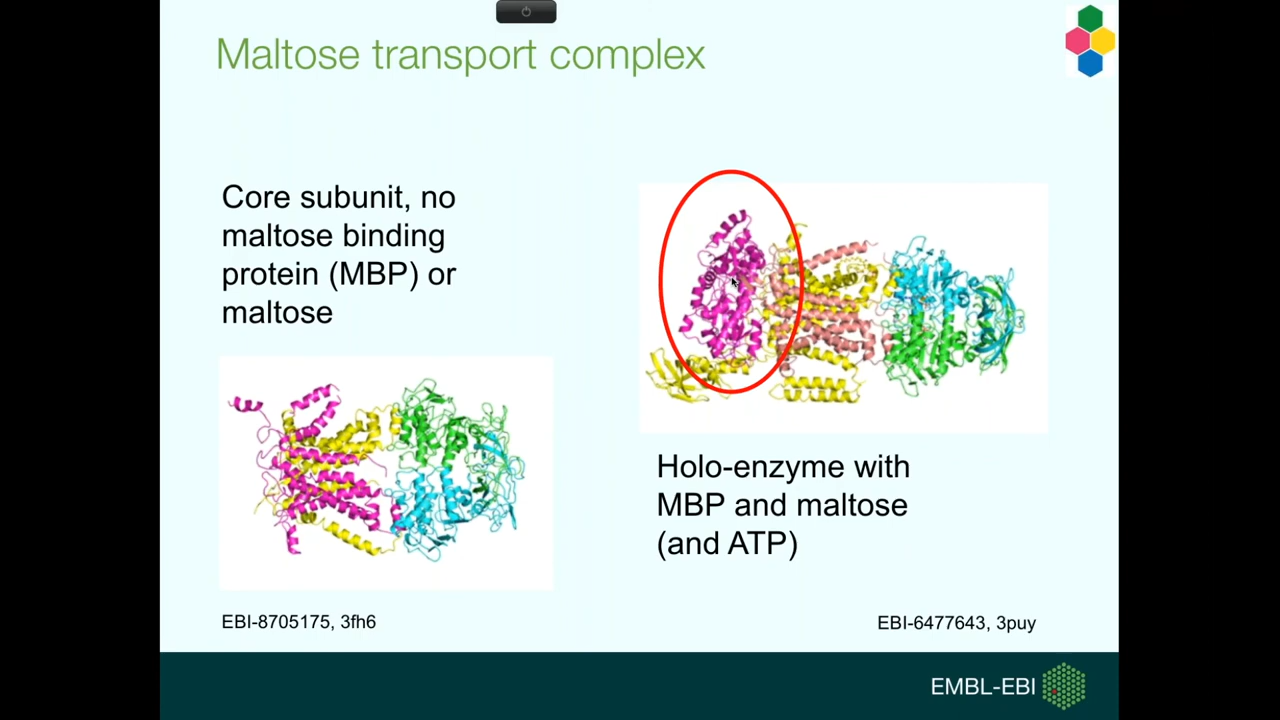 Maltose transport complex
Core subunit, no
maltose binding
protein (MBP) or
maltose
Holo-enzyme with
MBP and maltose
(and ATP)
EBI-8705175, 3fh6
EBI-6477643, 3puy
EMBL-EBI